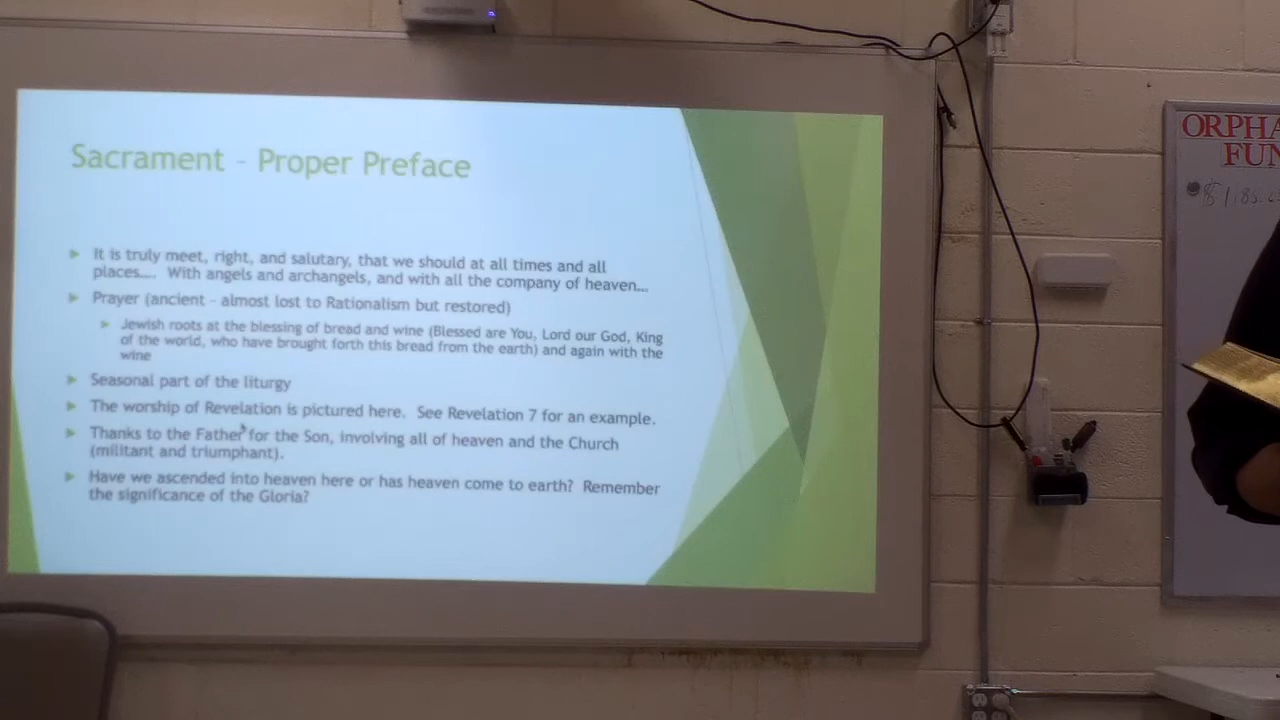 Sacrament – Proper Preface
It is truly meet, right, and salutary, that we should at all times and all
places.... With angels and archangels, and with all the company of heaven...
Prayer (ancient – almost lost to Rationalism but restored)
Jewish roots at the blessing of bread and wine (Blessed are You, Lord our God, King
of the world, who have brought forth this bread from the earth) and again with the
wine
Seasonal part of the liturgy
The worship of Revelation is pictured here. See Revelation 7 for an example.
Thanks to the Father for the Son, involving all of heaven and the Church
(militant and triumphant).
Have we ascended into heaven here or has heaven come to earth? Remember
the significance of the Gloria?
ORPHA
FUN